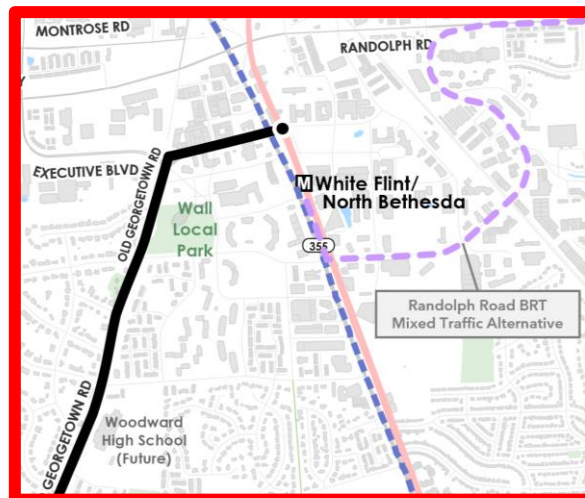 MONTROSE RD
RANDOLPH RD
Y
EXECUTIVE BLVD
OLD GEORGETOWN RD
M White Flint/
North Bethesda
Wall
Local
Park
355
Randolph Road BRT
Mixed Traffic Alternative
GEORGETOWN RD
Woodward
High School
(Future)